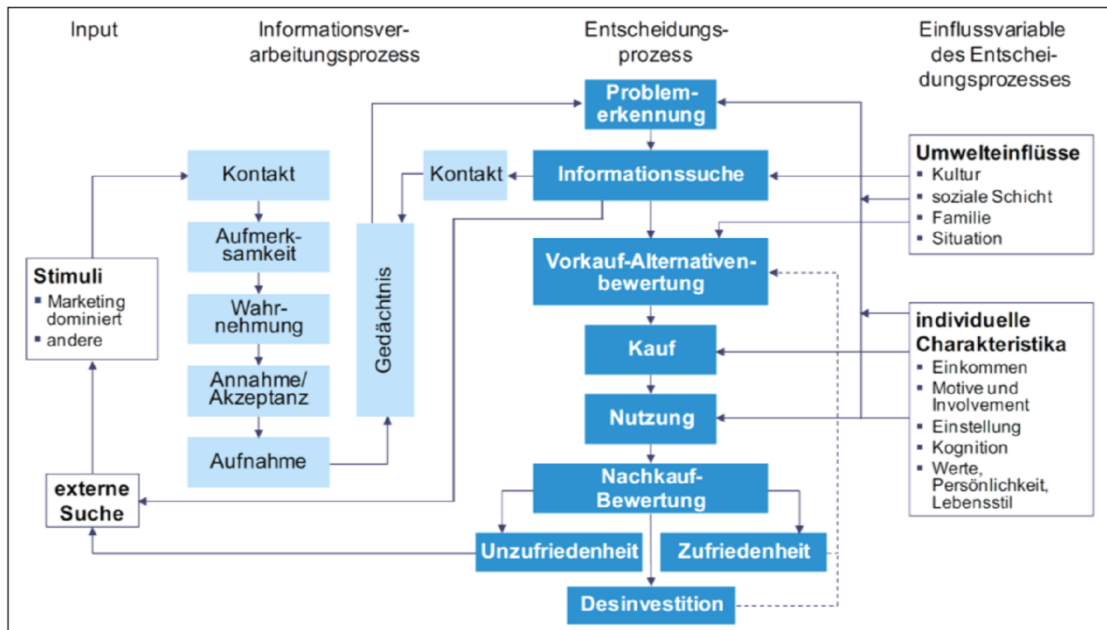 Input
Informationsver-
arbeitungsprozess
Entscheidungs-
prozess
Einflussvariable
des Entschei-
dungsprozesses
Stimuli
▪ Marketing
dominiert
▪ andere
externe
Suche
Kontakt
Aufmerk-
samkeit
Wahr-
nehmung
Annahme/
Akzeptanz
Aufnahme
Kontakt
Gedächtnis
Problem-
erkennung
Informationssuche
Vorkauf-Alternativen-
bewertung
Kauf
Nutzung
Nachkauf-
Bewertung
Unzufriedenheit
Zufriedenheit
Desinvestition
Umwelteinflüsse
▪ Kultur
▪ soziale Schicht
▪ Familie
▪ Situation
individuelle
Charakteristika
▪ Einkommen
▪ Motive und
Involvement
▪ Einstellung
▪ Kognition
▪ Werte,
Persönlichkeit,
Lebensstil